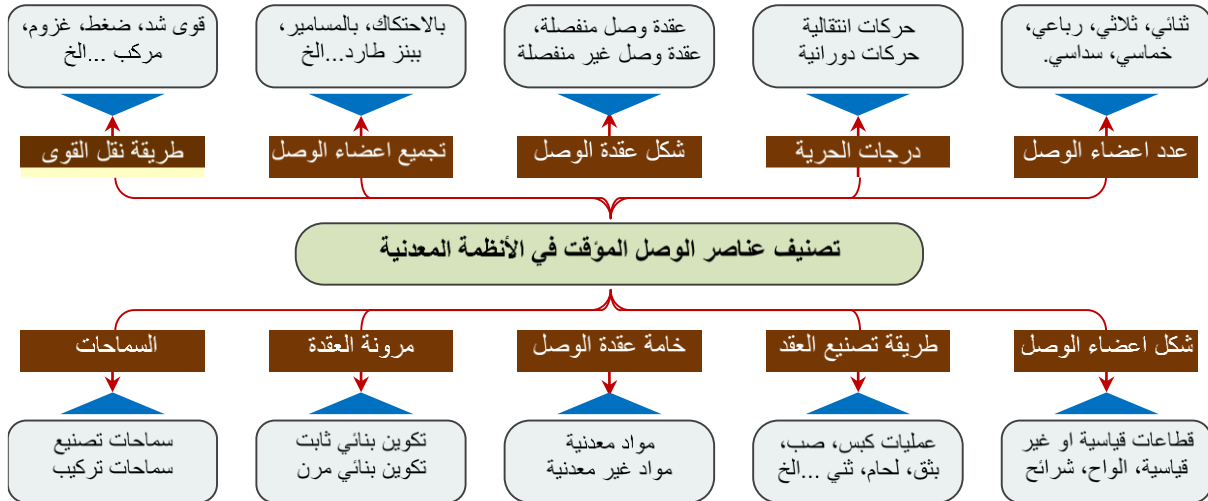 ثنائي، ثلاثي، رباعي،
خماسي، سداسي.
حركات انتقالية
حركات دورانية
عقدة وصل منفصلة،
عقدة وصل غير منفصلة
بالاحتكاك، بالمسامير،
ببنز طارد...الخ
قوى شد، ضغط، عزوم،
مركب ...الخ
عدد اعضاء الوصل
درجات الحرية
شكل عقدة الوصل
تجميع اعضاء الوصل
طريقة نقل القوى
تصنيف عناصر الوصل المؤقت في الأنظمة المعدنية
شكل اعضاء الوصل
طريقة تصنيع العقد
خامة عقدة الوصل
مرونة العقدة
السماحات
قطاعات قياسية او غير
قياسية، الواح، شرائح
عمليات كبس، صب،
بثق، لحام، ثني ...الخ
مواد معدنية
مواد غير معدنية
تكوين بنائي ثابت
تكوين بنائي مرن
سماحات تصنيع
سماحات تركيب